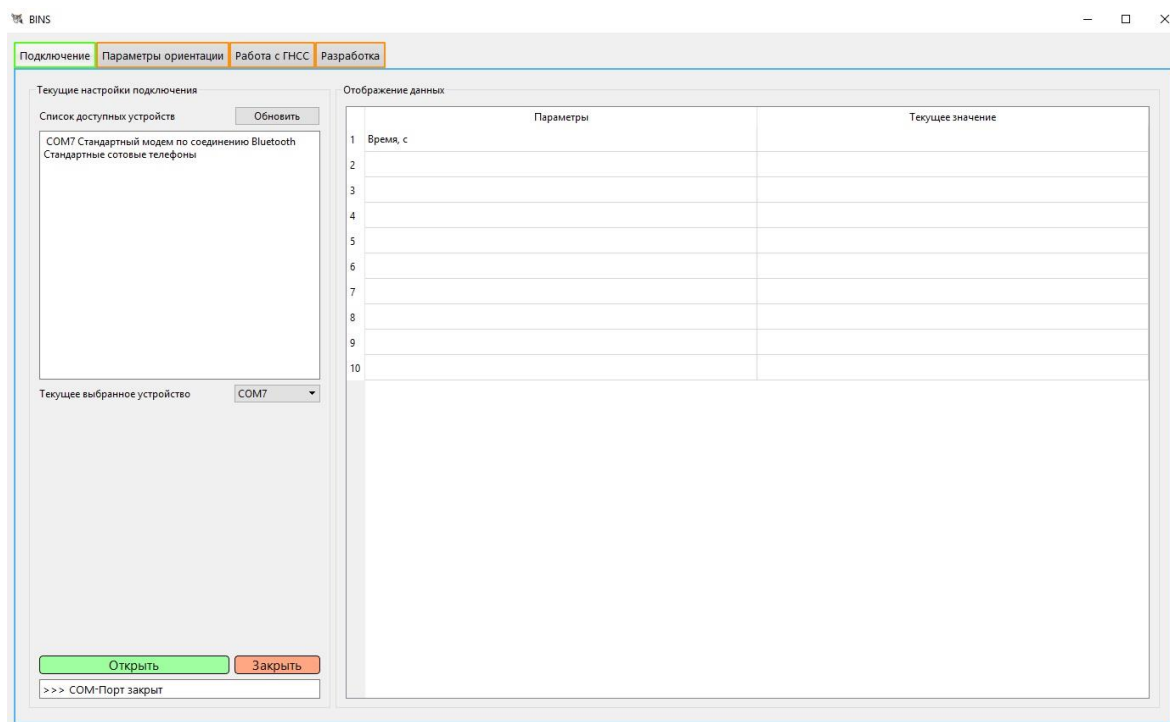 BINS
Подключение Параметры ориентации Работа с ГНСС Разработка
Текущие настройки подключения
Список доступных устройств Обновить
COM7 Стандартный модем по соединению Bluetooth
Стандартные сотовые телефоны
Текущее выбранное устройство COM7
Открыть Закрыть
>>> COM-Порт закрыт
Отображение данных
Параметры Текущее значение
1 Время, с
2
3
4
5
6
7
8
9
10